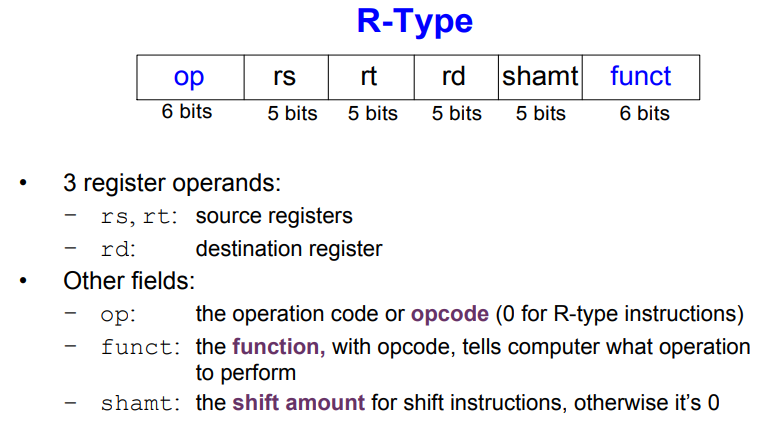 R-Type
op rs rt rd shamt funct
6 bits 5 bits 5 bits 5 bits 5 bits 6 bits
• 3 register operands:
– rs, rt: source registers
– rd: destination register
• Other fields:
– op: the operation code or opcode (0 for R-type instructions)
– funct: the function, with opcode, tells computer what operation
to perform
– shamt: the shift amount for shift instructions, otherwise it's 0